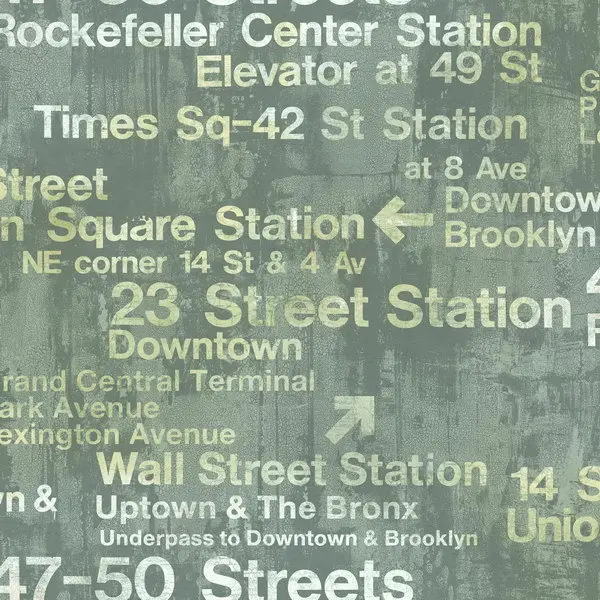 Rockefeller Center Station
Elevator at 49 St
Times Sq-42 St Station
at 8 Ave
Street
Downtow
Square Station
Brooklyn
NE corner 14 St & 4 Av
23 Street Station
Downtown
rand Central Terminal
ark Avenue
exington Avenue
Wall Street Station
14 S
Uptown & The Bronx
Unio
Underpass to Downtown & Brooklyn
47-50 Streets